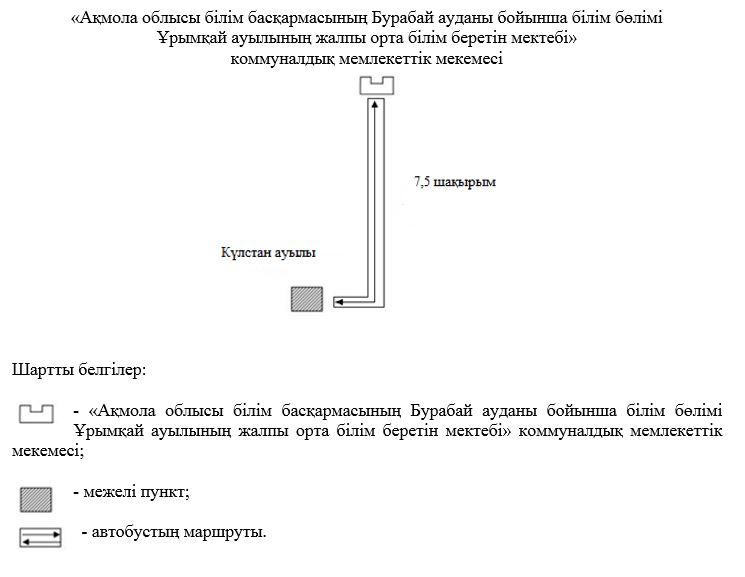 «Ақмола облысы білім басқармасының Бурабай ауданы бойынша білім бөлімі
Ұрымқай ауылының жалпы орта білім беретін мектебі»
коммуналдық мемлекеттік мекемесі
7,5 шақырым
Күлстан ауылы
Шартты белгілер:
- «Ақмола облысы білім басқармасының Бурабай ауданы бойынша білім бөлімі
Ұрымқай ауылының жалпы орта білім беретін мектебі» коммуналдық мемлекеттік
мекемесі;
- межелі пункт;
- автобустың маршруты.